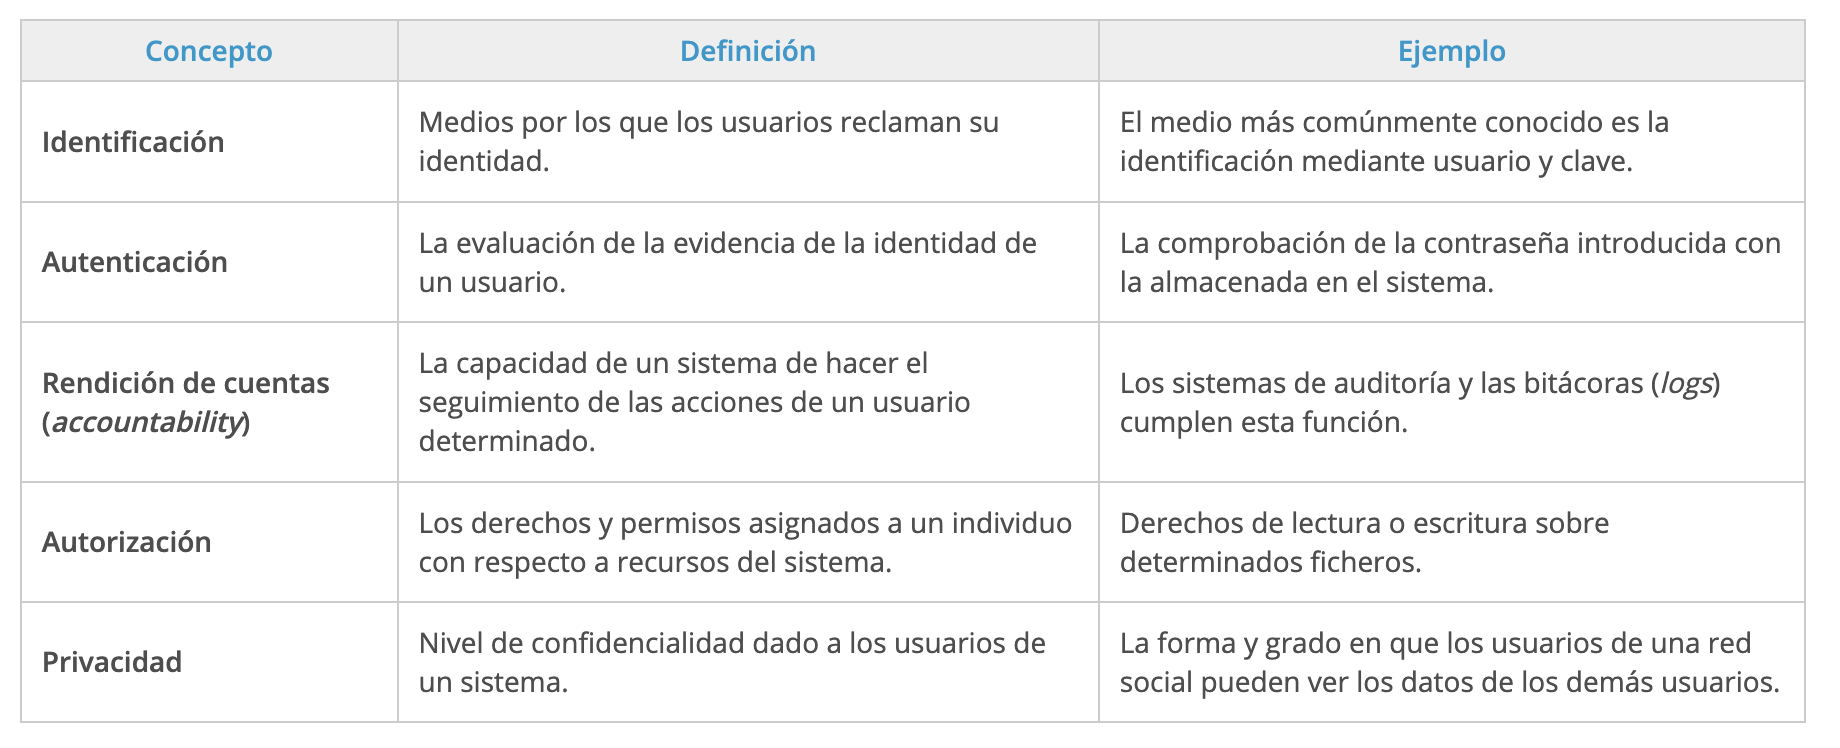 Concepto
Definición
Ejemplo
Identificación
Medios por los que los usuarios reclaman su
identidad.
El medio más comúnmente conocido es la
identificación mediante usuario y clave.
Autenticación
La evaluación de la evidencia de la identidad de
un usuario.
La comprobación de la contraseña introducida con
la almacenada en el sistema.
Rendición de cuentas
(accountability)
La capacidad de un sistema de hacer el
seguimiento de las acciones de un usuario
determinado.
Los sistemas de auditoría y las bitácoras (logs)
cumplen esta función.
Autorización
Los derechos y permisos asignados a un individuo
con respecto a recursos del sistema.
Derechos de lectura o escritura sobre
determinados ficheros.
Privacidad
Nivel de confidencialidad dado a los usuarios de
un sistema.
La forma y grado en que los usuarios de una red
social pueden ver los datos de los demás usuarios.